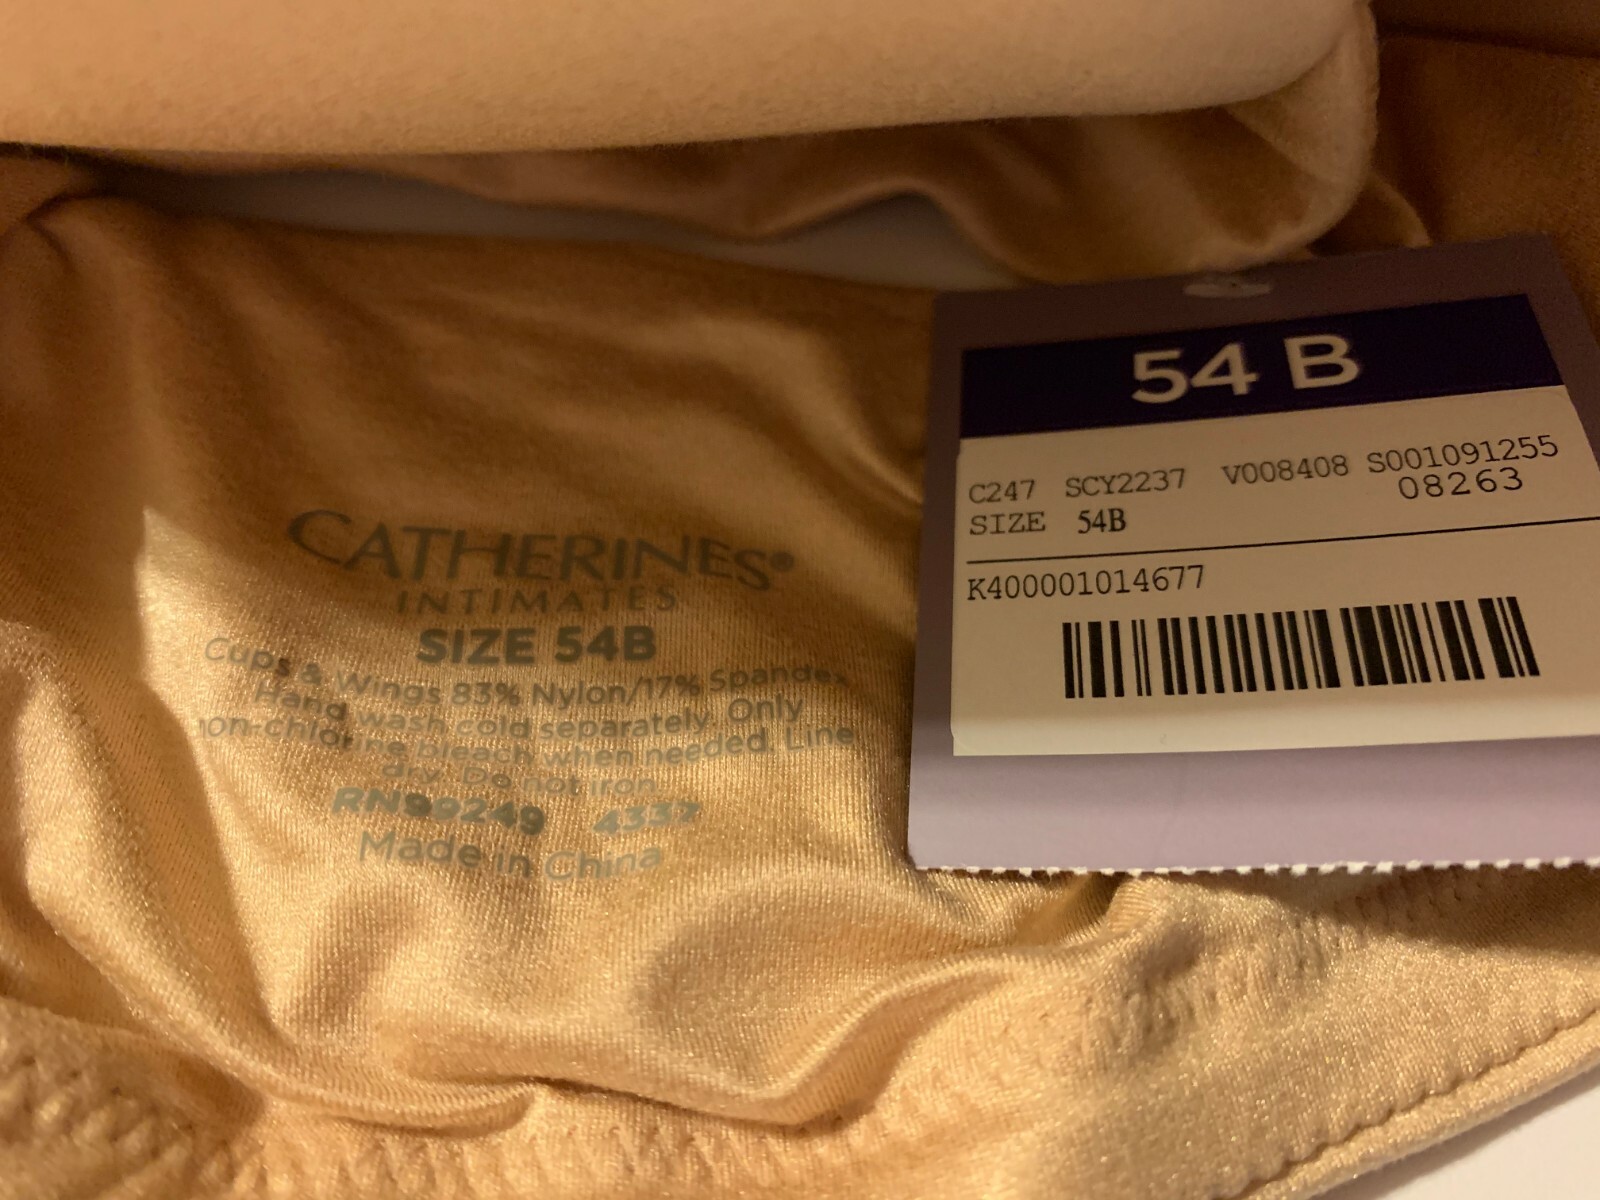 CATHERINES®
INTIMATES
SIZE 54B
Cups & Wings 83% Nylon/17% Spandex
Hand wash cold separately. Only
non-chlorine bleach when needed. Line
dry. Do not iron.
RN99249 4337
Made in China
54 B
C247 SCY2237 V008408 S001091255
08263
SIZE 54B
K400001014677